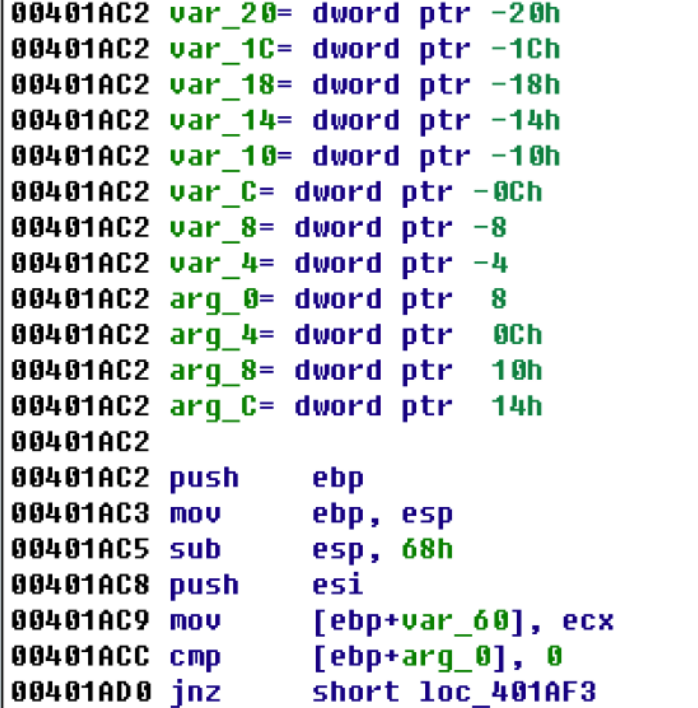 00401AC2 var_20= dword ptr -20h
00401AC2 var_1C= dword ptr -1Ch
00401AC2 var_18= dword ptr -18h
00401AC2 var_14= dword ptr -14h
00401AC2 var_10= dword ptr -10h
00401AC2 var_C= dword ptr -0Ch
00401AC2 var_8= dword ptr -8
00401AC2 var_4= dword ptr -4
00401AC2 arg_0= dword ptr 8
00401AC2 arg_4= dword ptr 0Ch
00401AC2 arg_8= dword ptr 10h
00401AC2 arg_C= dword ptr 14h
00401AC2
00401AC2 push ebp
00401AC3 mov ebp, esp
00401AC5 sub esp, 68h
00401AC8 push esi
00401AC9 mov [ebp+var_60], ecx
00401ACC cmp [ebp+arg_0], 0
00401AD0 jnz short loc_401AF3